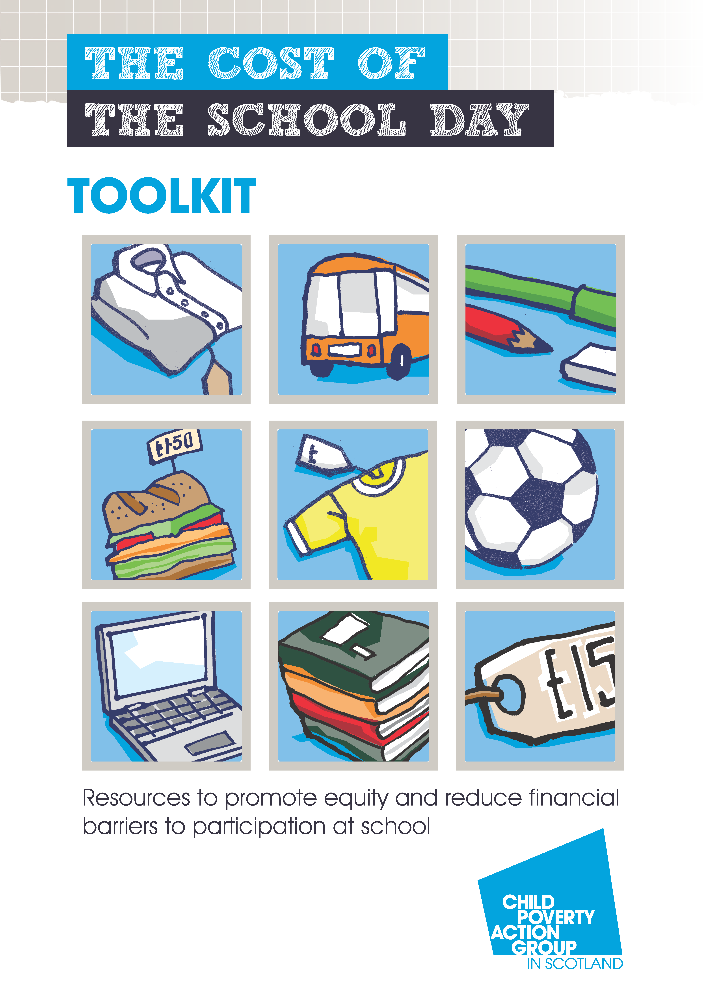 THE COST OF
THE SCHOOL DAY
TOOLKIT
£1.50
£
£15
Resources to promote equity and reduce financial
barriers to participation at school
CHILD
POVERTY
ACTION
GROUP
IN SCOTLAND